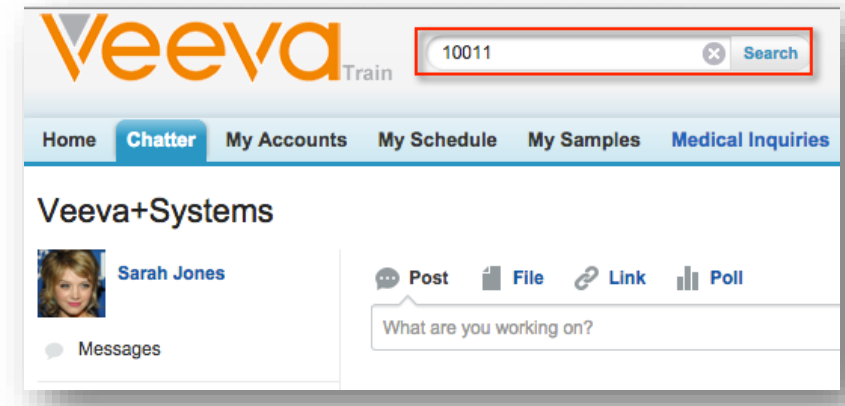 Veeva Train
10011 Search
Home Chatter My Accounts My Schedule My Samples Medical Inquiries
Veeva+Systems
Sarah Jones
Post File Link Poll
What are you working on?
Messages